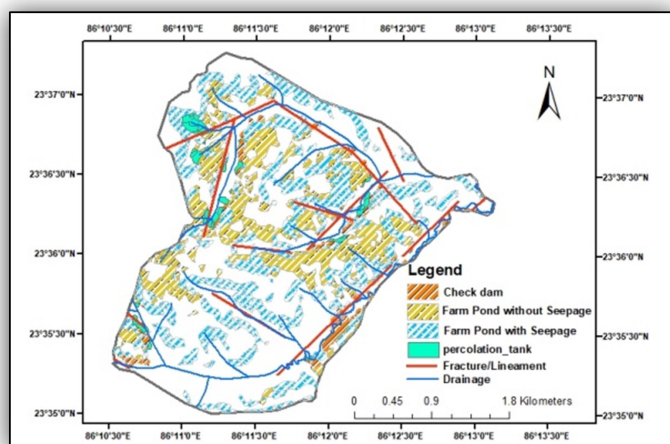 86°10'30"E 86°11'0"E 86°11'30"E 86°12'0"E 86°12'30"E 86°13'0"E 86°13'30"E
N
23°37'0"N 23°37'0"N
23°36'30"N 23°36'30"N
23°36'0"N 23°36'0"N
Legend
Check dam
Farm Pond without Seepage
23°35'30"N Farm Pond with Seepage 23°35'30"N
percolation_tank
Fracture/Lineament
Drainage
0 0.45 0.9 1.8 Kilometers
23°35'0"N 23°35'0"N
86°10'30"E 86°11'0"E 86°11'30"E 86°12'0"E 86°12'30"E 86°13'0"E 86°13'30"E